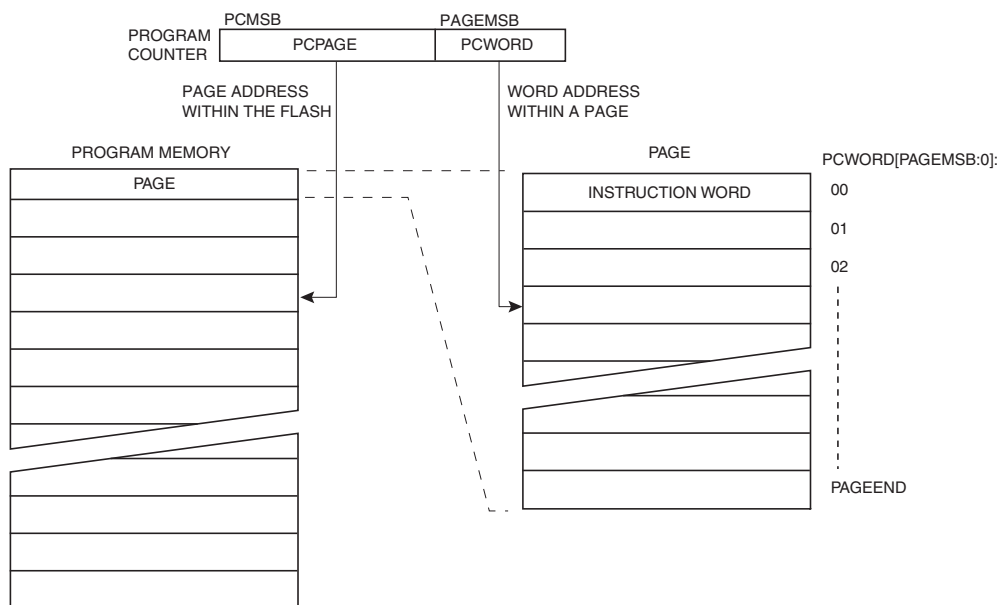 PCMSB PAGEMSB
PROGRAM
COUNTER
PCPAGE PCWORD
PAGE ADDRESS
WITHIN THE FLASH
WORD ADDRESS
WITHIN A PAGE
PROGRAM MEMORY
PAGE
PAGE
PCWORD[PAGEMSB:0]:
INSTRUCTION WORD
00
01
02
PAGEEND